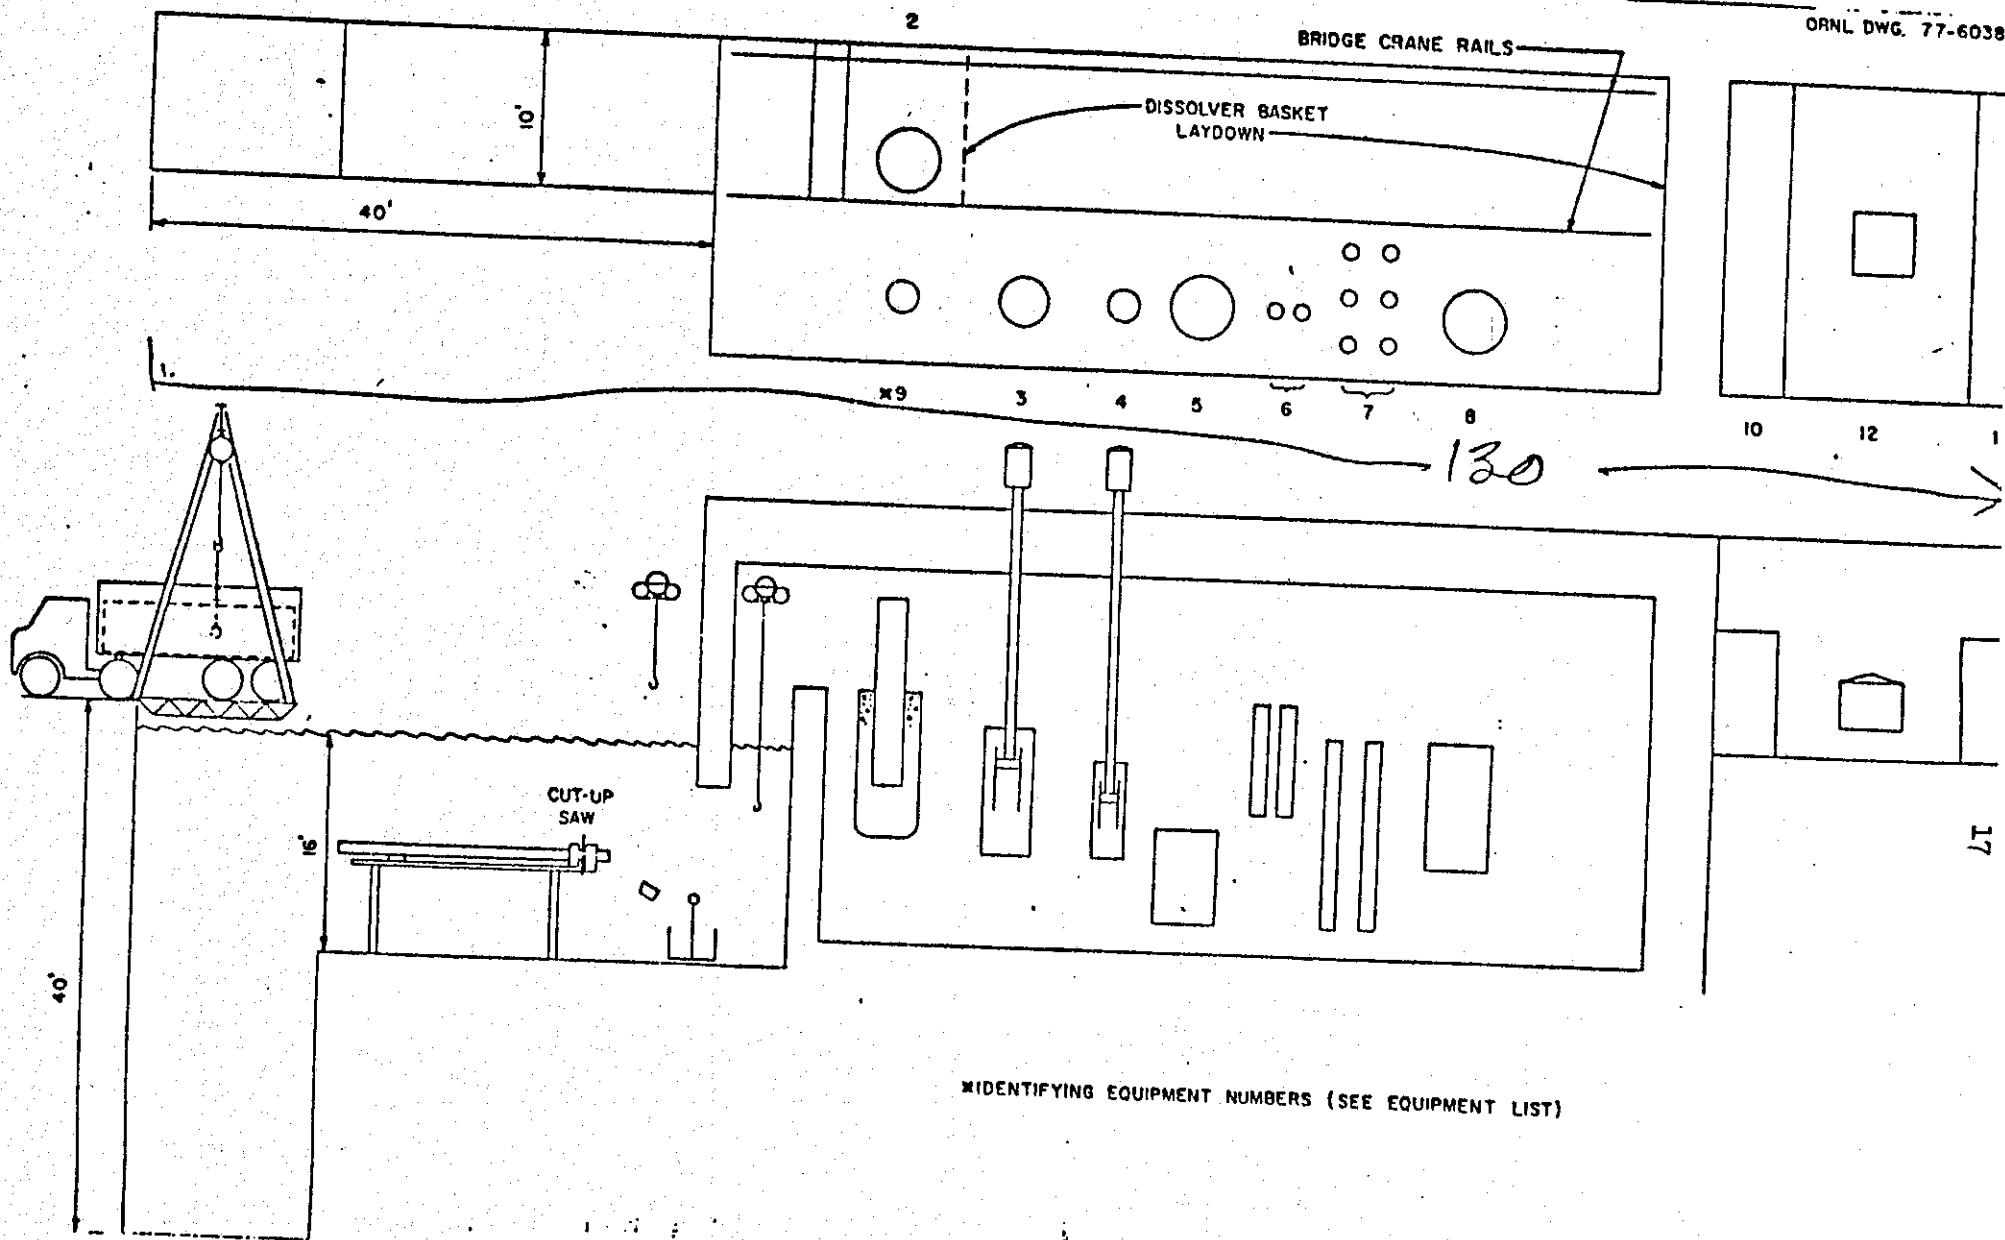 ORNL DWG. 77-6038
2
BRIDGE CRANE RAILS
10'
DISSOLVER BASKET
LAYDOWN
40'
1.
*9 3 4 5 6 7 8
10 12 1
130
CUT-UP
SAW
16'
40'
17
*IDENTIFYING EQUIPMENT NUMBERS (SEE EQUIPMENT LIST)